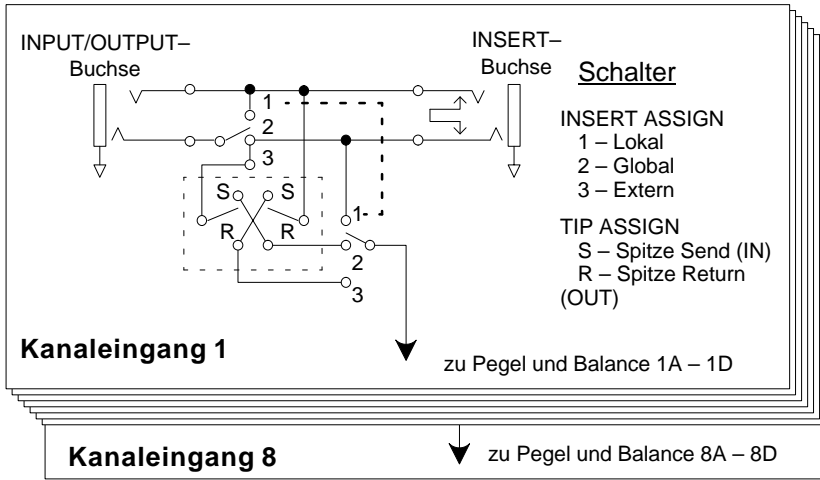 INPUT/OUTPUT–
Buchse
INSERT–
Buchse
Schalter
INSERT ASSIGN
1 – Lokal
2 – Global
3 – Extern
TIP ASSIGN
S – Spitze Send (IN)
R – Spitze Return
(OUT)
1
2
3
S
S
R
R
1
2
3
Kanaleingang 1
zu Pegel und Balance 1A – 1D
Kanaleingang 8
zu Pegel und Balance 8A – 8D